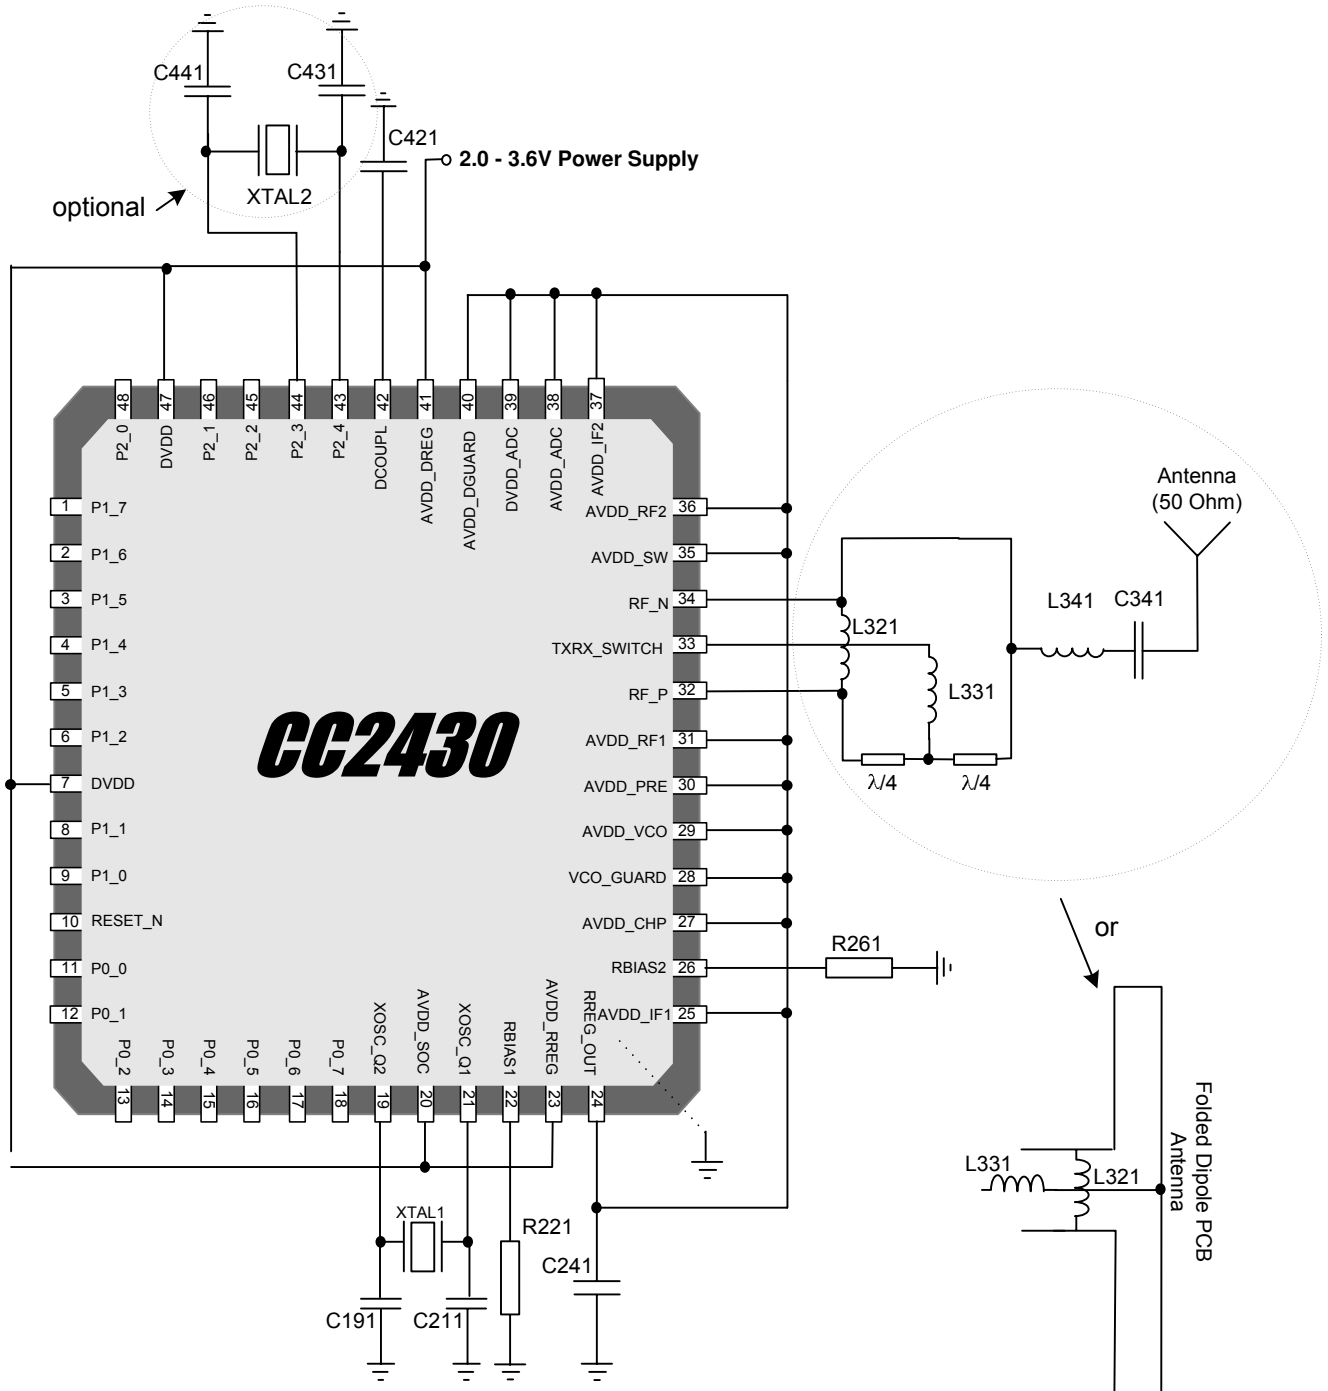 C441
C431
C421
2.0 - 3.6V Power Supply
XTAL2
optional
48
47
46
45
44
43
42
41
40
39
38
37
P2_0
DVDD
P2_1
P2_2
P2_3
P2_4
DCOUPL
AVDD_DREG
AVDD_DGUARD
DVDD_ADC
AVDD_ADC
AVDD_IF2
1 P1_7
2 P1_6
3 P1_5
4 P1_4
5 P1_3
6 P1_2
7 DVDD
8 P1_1
9 P1_0
10 RESET_N
11 P0_0
12 P0_1
CC2430
AVDD_RF2 36
AVDD_SW 35
RF_N 34
TXRX_SWITCH 33
RF_P 32
AVDD_RF1 31
AVDD_PRE 30
AVDD_VCO 29
VCO_GUARD 28
AVDD_CHP 27
RBIAS2 26
AVDD_IF1 25
P0_2
P0_3
P0_4
P0_5
P0_6
P0_7
XOSC_Q2
AVDD_SOC
XOSC_Q1
RBIAS1
AVDD_RREG
RREG_OUT
13
14
15
16
17
18
19
20
21
22
23
24
Antenna
(50 Ohm)
L341
C341
L321
L331
λ/4
λ/4
or
R261
XTAL1
R221
C241
C191
C211
L331
L321
Folded Dipole PCB
Antenna